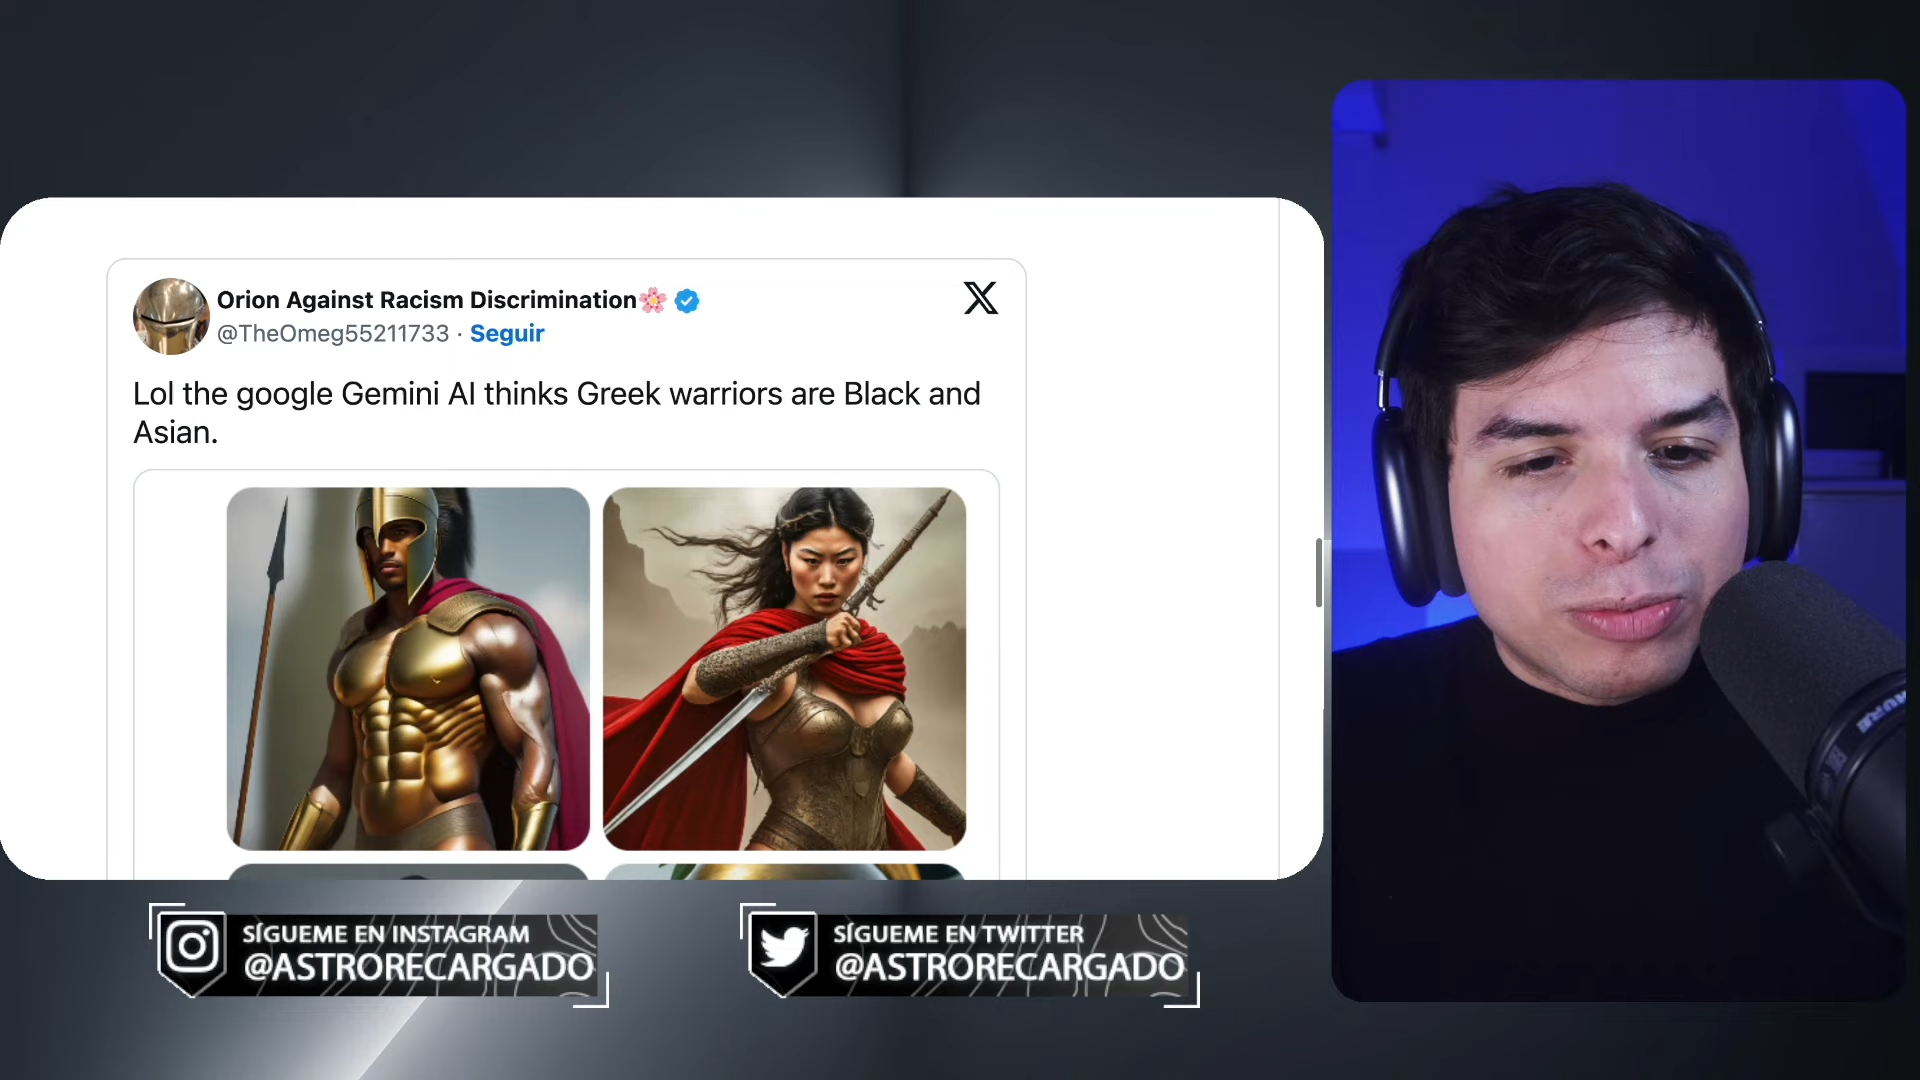 Orion Against Racism Discrimination🌸
@TheOmeg55211733 · Seguir
Lol the google Gemini AI thinks Greek warriors are Black and
Asian.
SÍGUEME EN INSTAGRAM
@ASTRORECARGADO
SÍGUEME EN TWITTER
@ASTRORECARGADO
SHURE